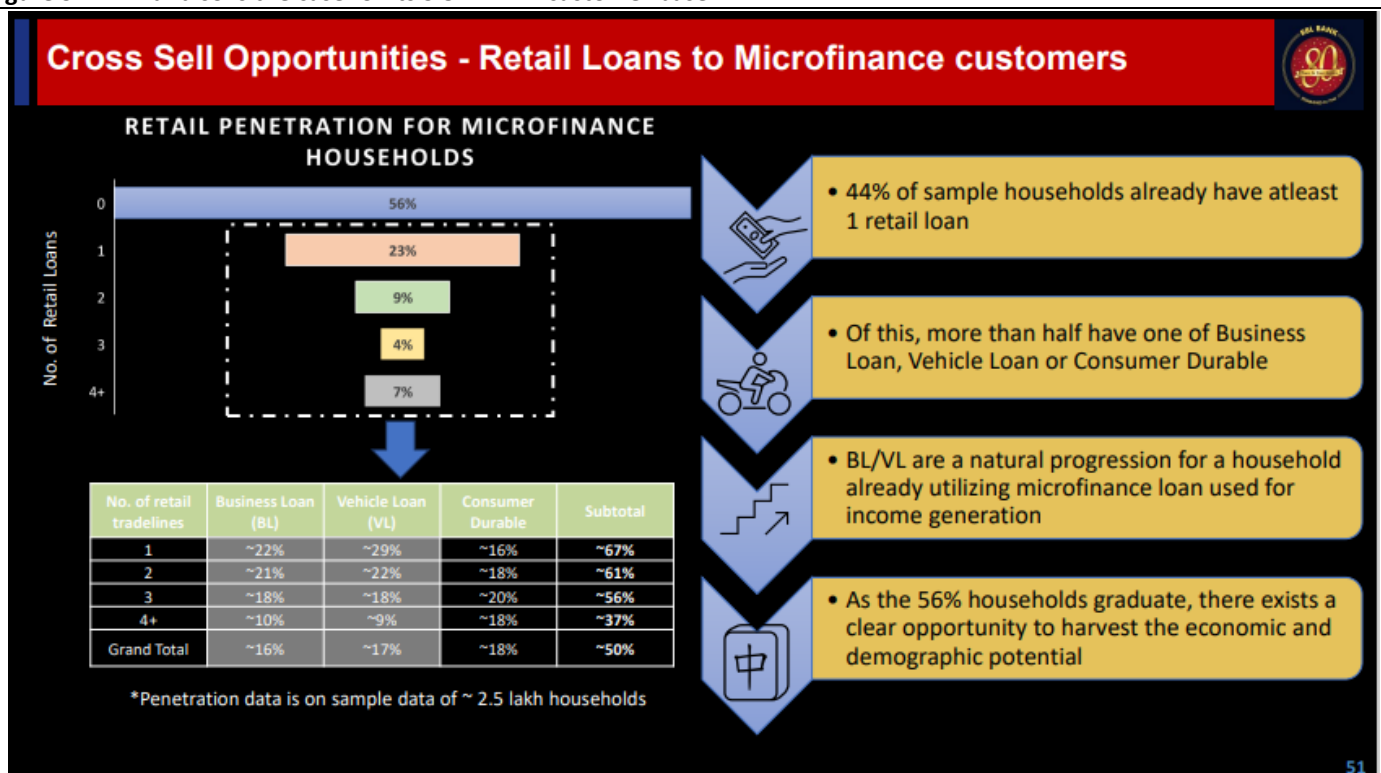 Cross Sell Opportunities - Retail Loans to Microfinance customers
RBL BANK
80
RETAIL PENETRATION FOR MICROFINANCE
HOUSEHOLDS
No. of Retail Loans
0
56%
1
23%
2
9%
3
4%
4+
7%
No. of retail tradelines | Business Loan (BL) | Vehicle Loan (VL) | Consumer Durable | Subtotal
1 | ~22% | ~29% | ~16% | ~67%
2 | ~21% | ~22% | ~18% | ~61%
3 | ~18% | ~18% | ~20% | ~56%
4+ | ~10% | ~9% | ~18% | ~37%
Grand Total | ~16% | ~17% | ~18% | ~50%
*Penetration data is on sample data of ~ 2.5 lakh households
• 44% of sample households already have atleast
1 retail loan
• Of this, more than half have one of Business
Loan, Vehicle Loan or Consumer Durable
• BL/VL are a natural progression for a household
already utilizing microfinance loan used for
income generation
• As the 56% households graduate, there exists a
clear opportunity to harvest the economic and
demographic potential
中
51